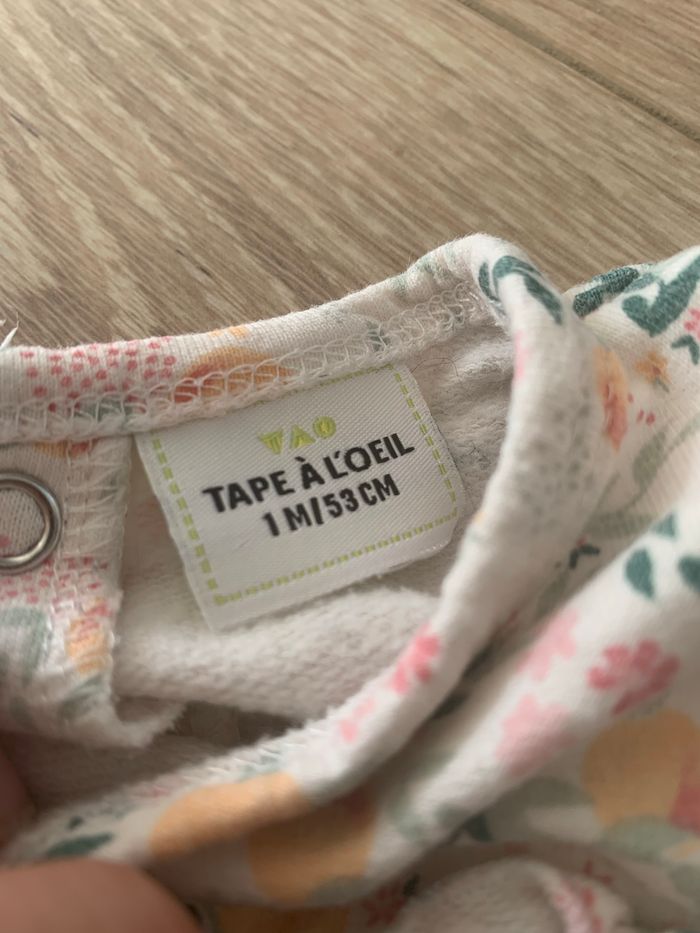 TAO
TAPE À L'OEIL
1 M/53 CM